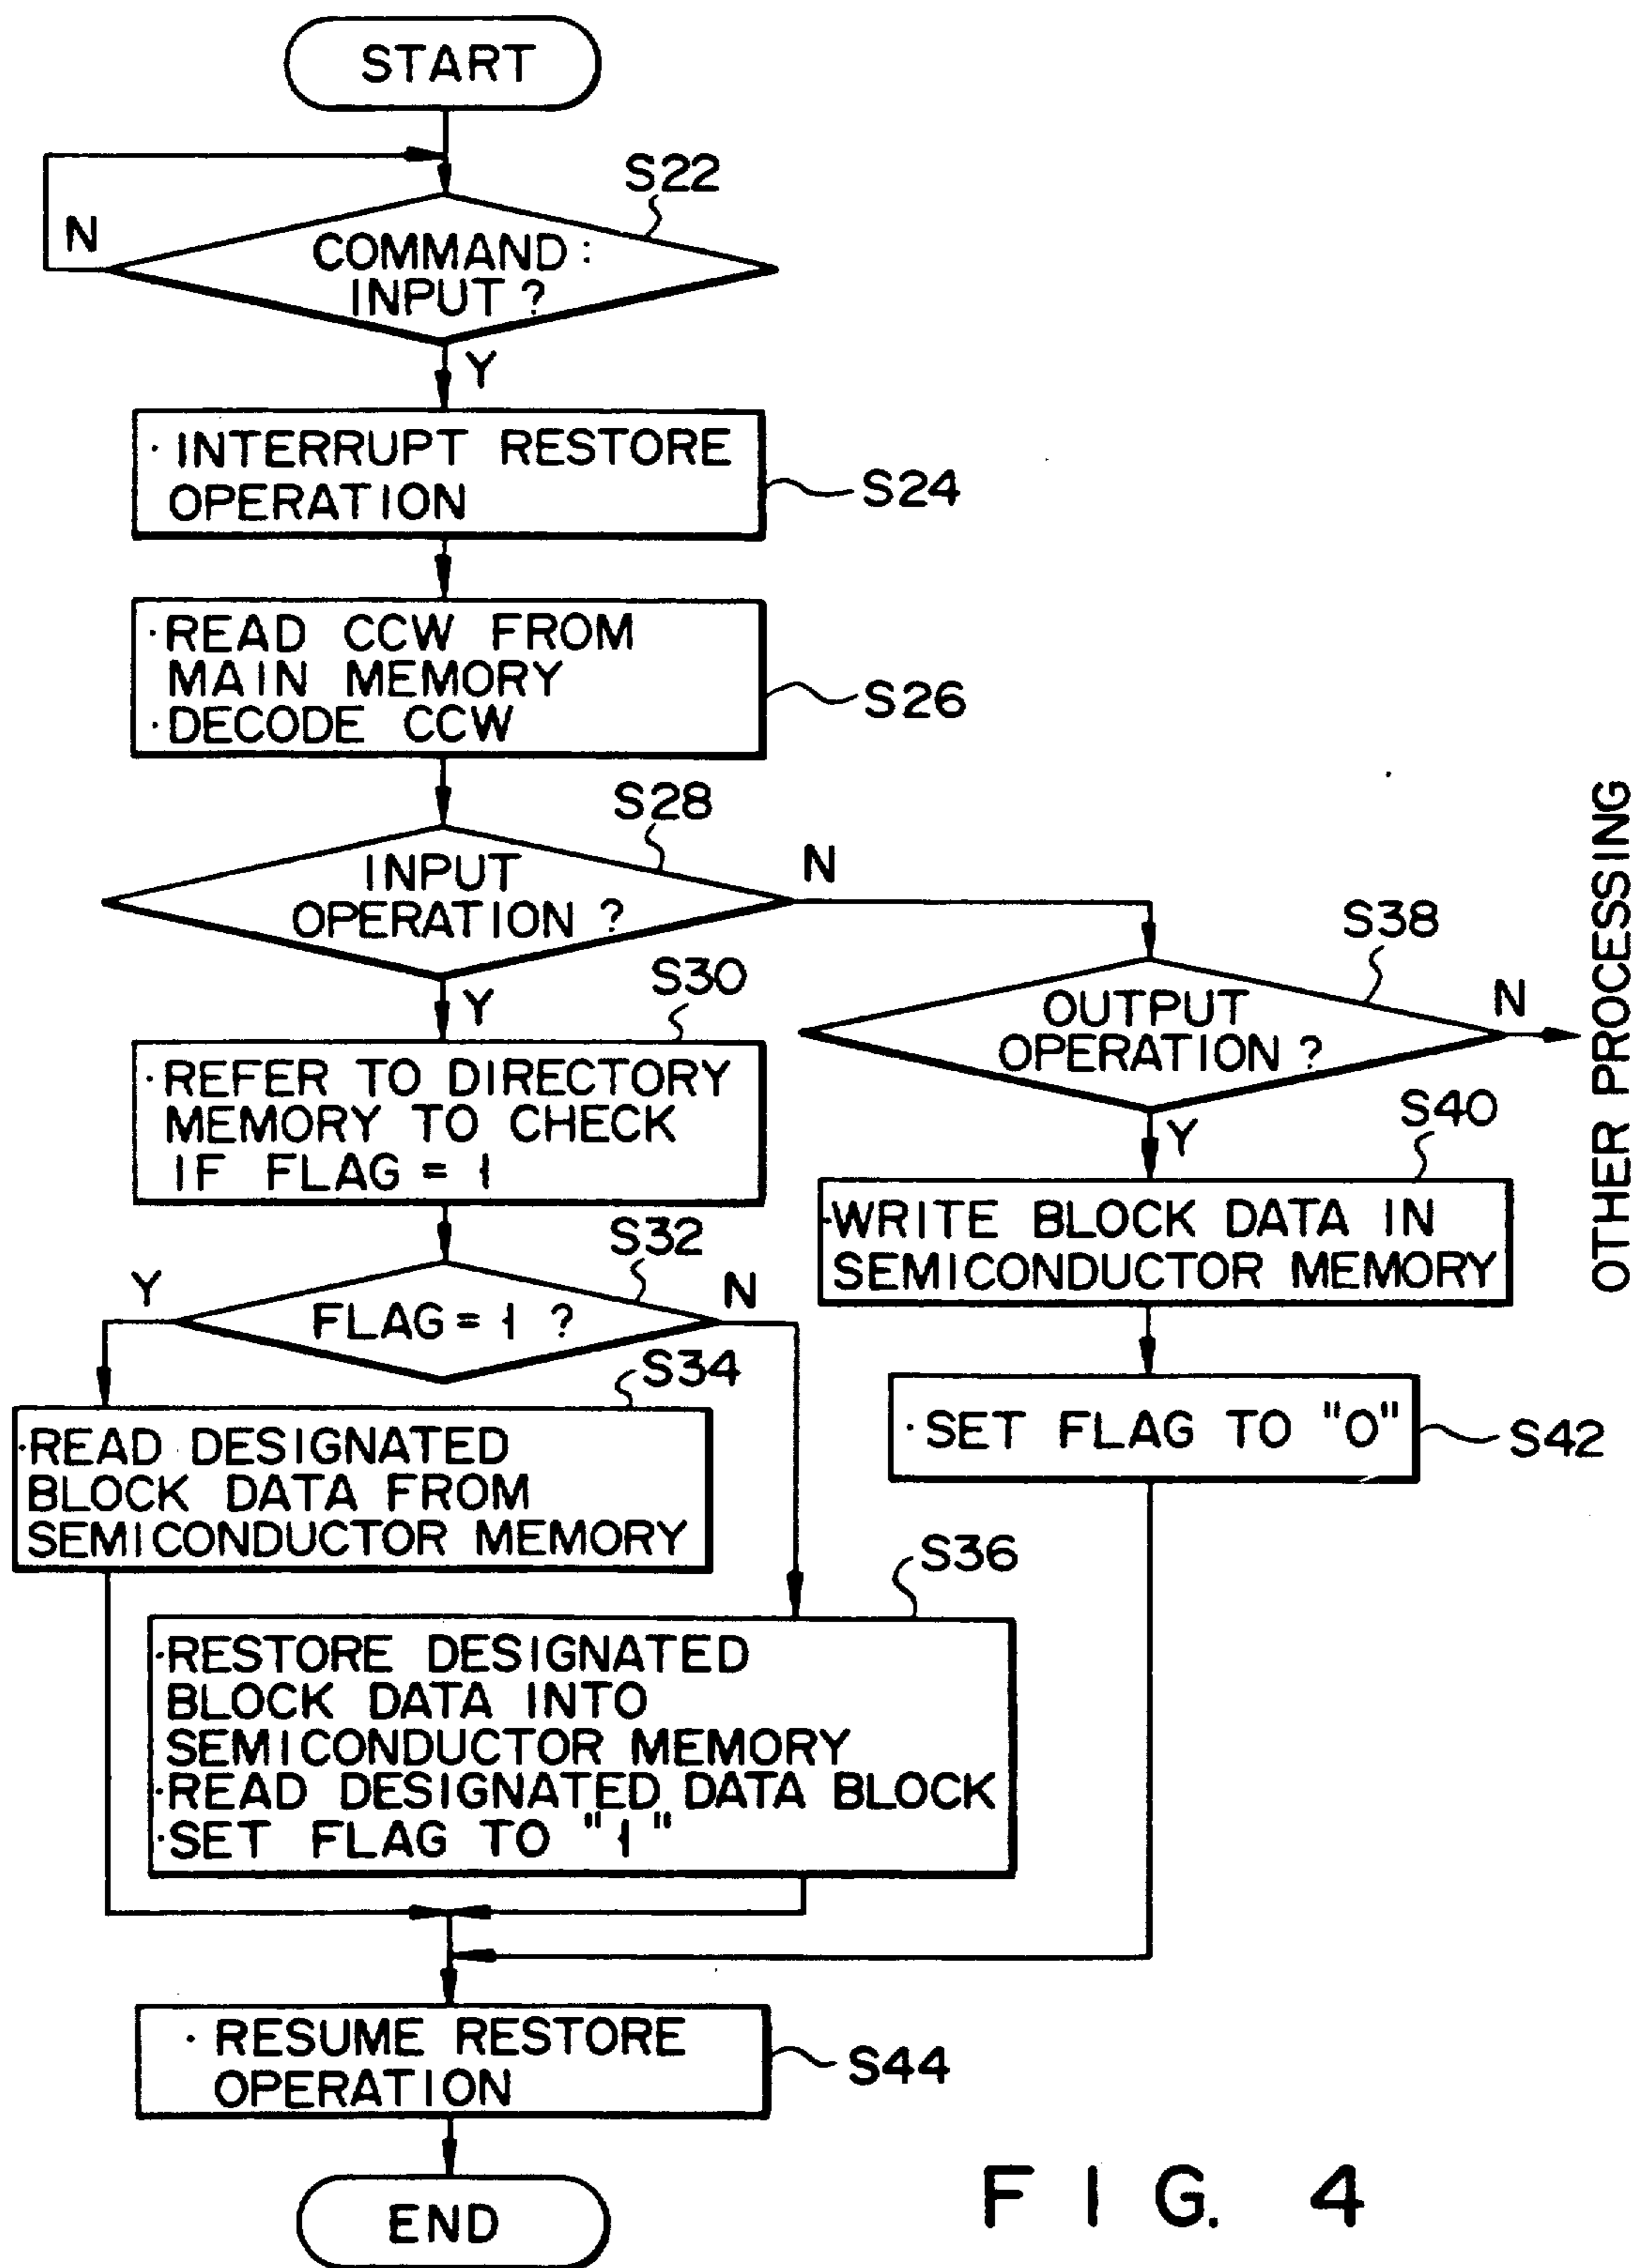 START
S22
N
COMMAND:
INPUT?
Y
· INTERRUPT RESTORE
OPERATION
S24
· READ CCW FROM
MAIN MEMORY
· DECODE CCW
S26
S28
INPUT
OPERATION ?
N
Y
S38
OUTPUT
OPERATION ?
N
OTHER PROCESSING
Y
S30
· REFER TO DIRECTORY
MEMORY TO CHECK
IF FLAG = 1
S40
· WRITE BLOCK DATA IN
SEMICONDUCTOR MEMORY
S32
Y
FLAG = 1 ?
N
S34
· READ DESIGNATED
BLOCK DATA FROM
SEMICONDUCTOR MEMORY
· SET FLAG TO "0"
S42
S36
· RESTORE DESIGNATED
BLOCK DATA INTO
SEMICONDUCTOR MEMORY
· READ DESIGNATED DATA BLOCK
· SET FLAG TO "1"
· RESUME RESTORE
OPERATION
S44
END
FIG. 4